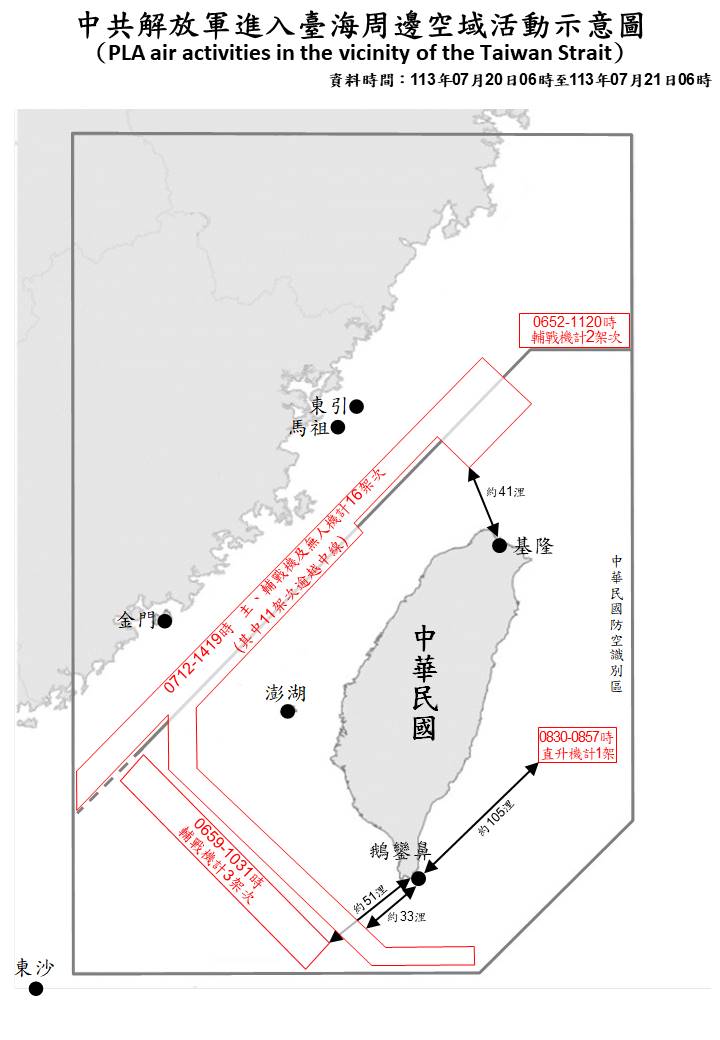 中共解放軍進入臺海周邊空域活動示意圖
（PLA air activities in the vicinity of the Taiwan Strait）
資料時間：113年07月20日06時至113年07月21日06時
0652-1120時
輔戰機計2架次
東引
馬祖
約41浬
基隆
0712-1419時 主、輔戰機及無人機計16架次
(其中11架次逾越中線)
中華民國防空識別區
金門
中華民國
澎湖
0830-0857時
直升機計1架
約105浬
0659-1031時
輔戰機計3架次
鵝鑾鼻
約51浬
約33浬
東沙